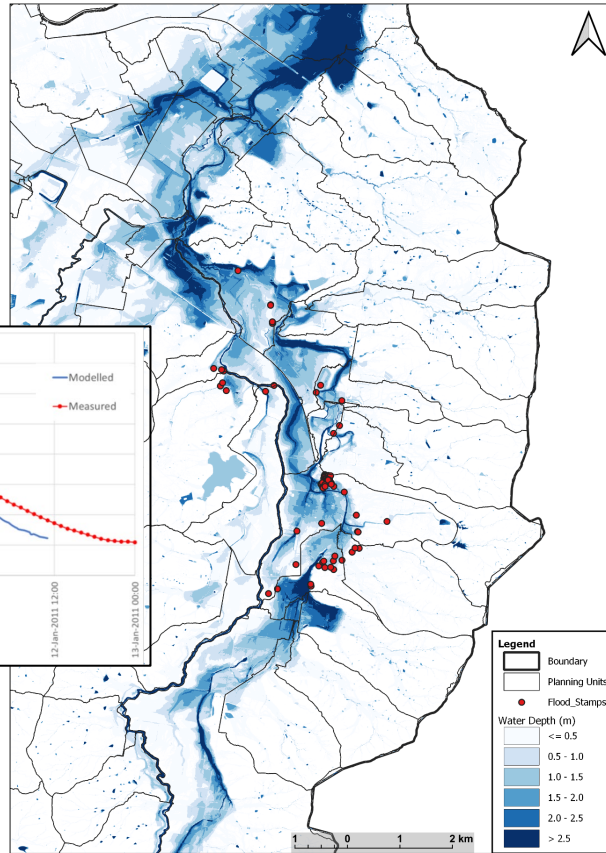 Modelled
Measured
12-Jan-2011 12:00
13-Jan-2011 00:00
Legend
Boundary
Planning Units
Flood_Stamps
Water Depth (m)
<= 0.5
0.5 - 1.0
1.0 - 1.5
1.5 - 2.0
2.0 - 2.5
> 2.5
1 0 1 2 km